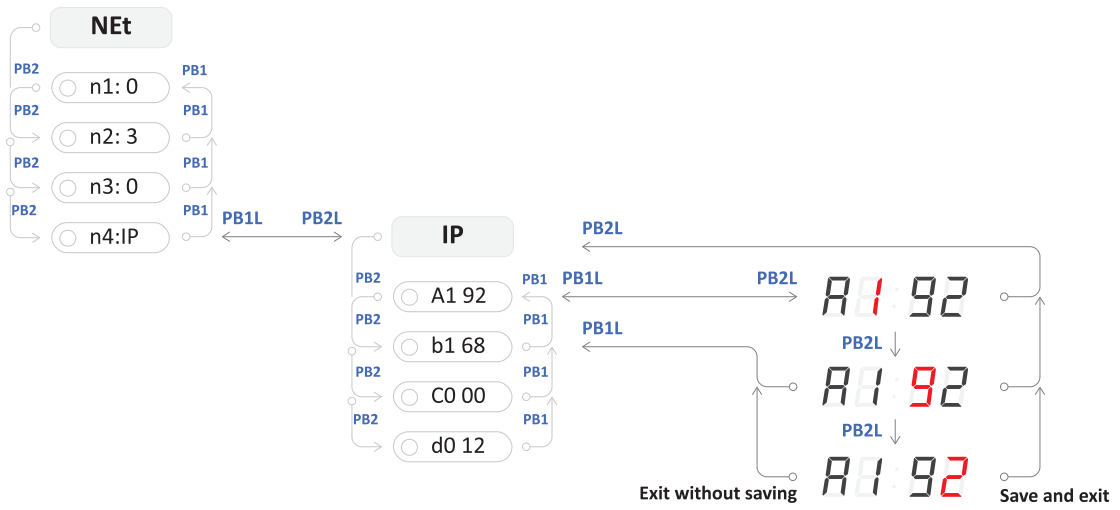 NEt
PB2
PB1
n1: 0
PB2
PB1
n2: 3
PB2
PB1
n3: 0
PB2
PB1
n4:IP
PB1L
PB2L
IP
PB2L
PB2
PB1
PB1L
PB2L
A1 92
A1 92
PB2
PB1
PB1L
PB2L
b1 68
A1 92
PB2
PB1
C0 00
PB2
PB1
PB2L
d0 12
A1 92
Exit without saving
Save and exit